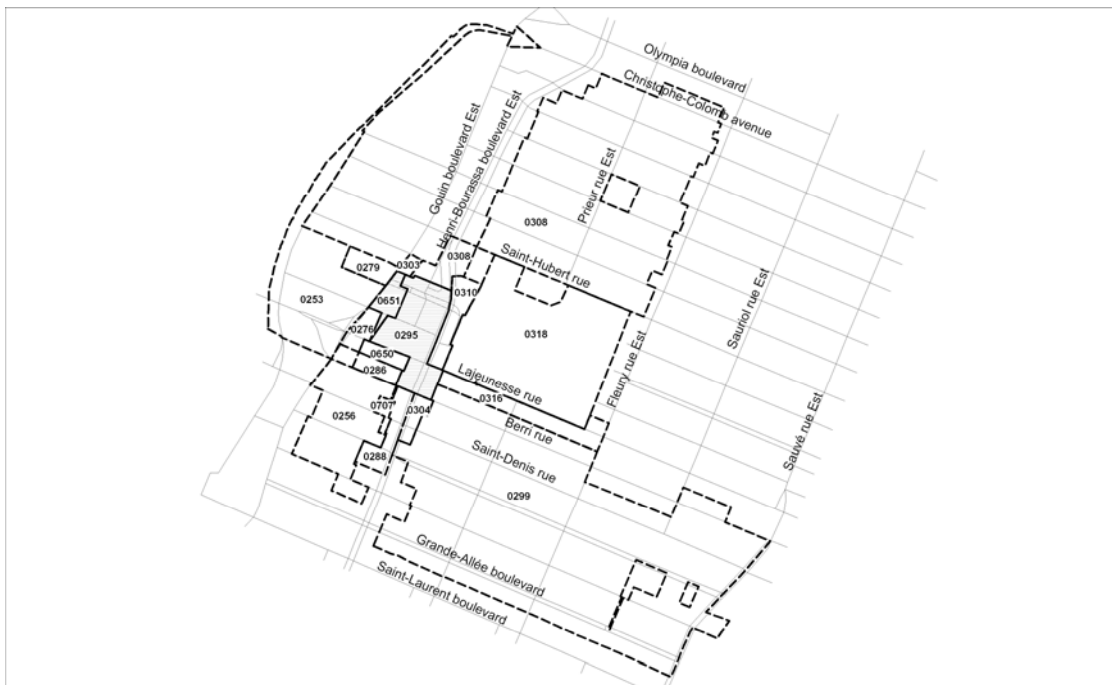 Olympia boulevard
Christophe-Colomb avenue
Gouin boulevard Est
Henri-Bourassa boulevard Est
Prieur rue Est
0308
Saint-Hubert rue
0308
0303
0279
0310
0253
0651
0318
Sauriol rue Est
0276
0295
0650
0286
Lajeunesse rue
0316
Fleury rue Est
0707
0304
0256
Berri rue
Sauvé rue Est
Saint-Denis rue
0288
0299
Grande-Allée boulevard
Saint-Laurent boulevard